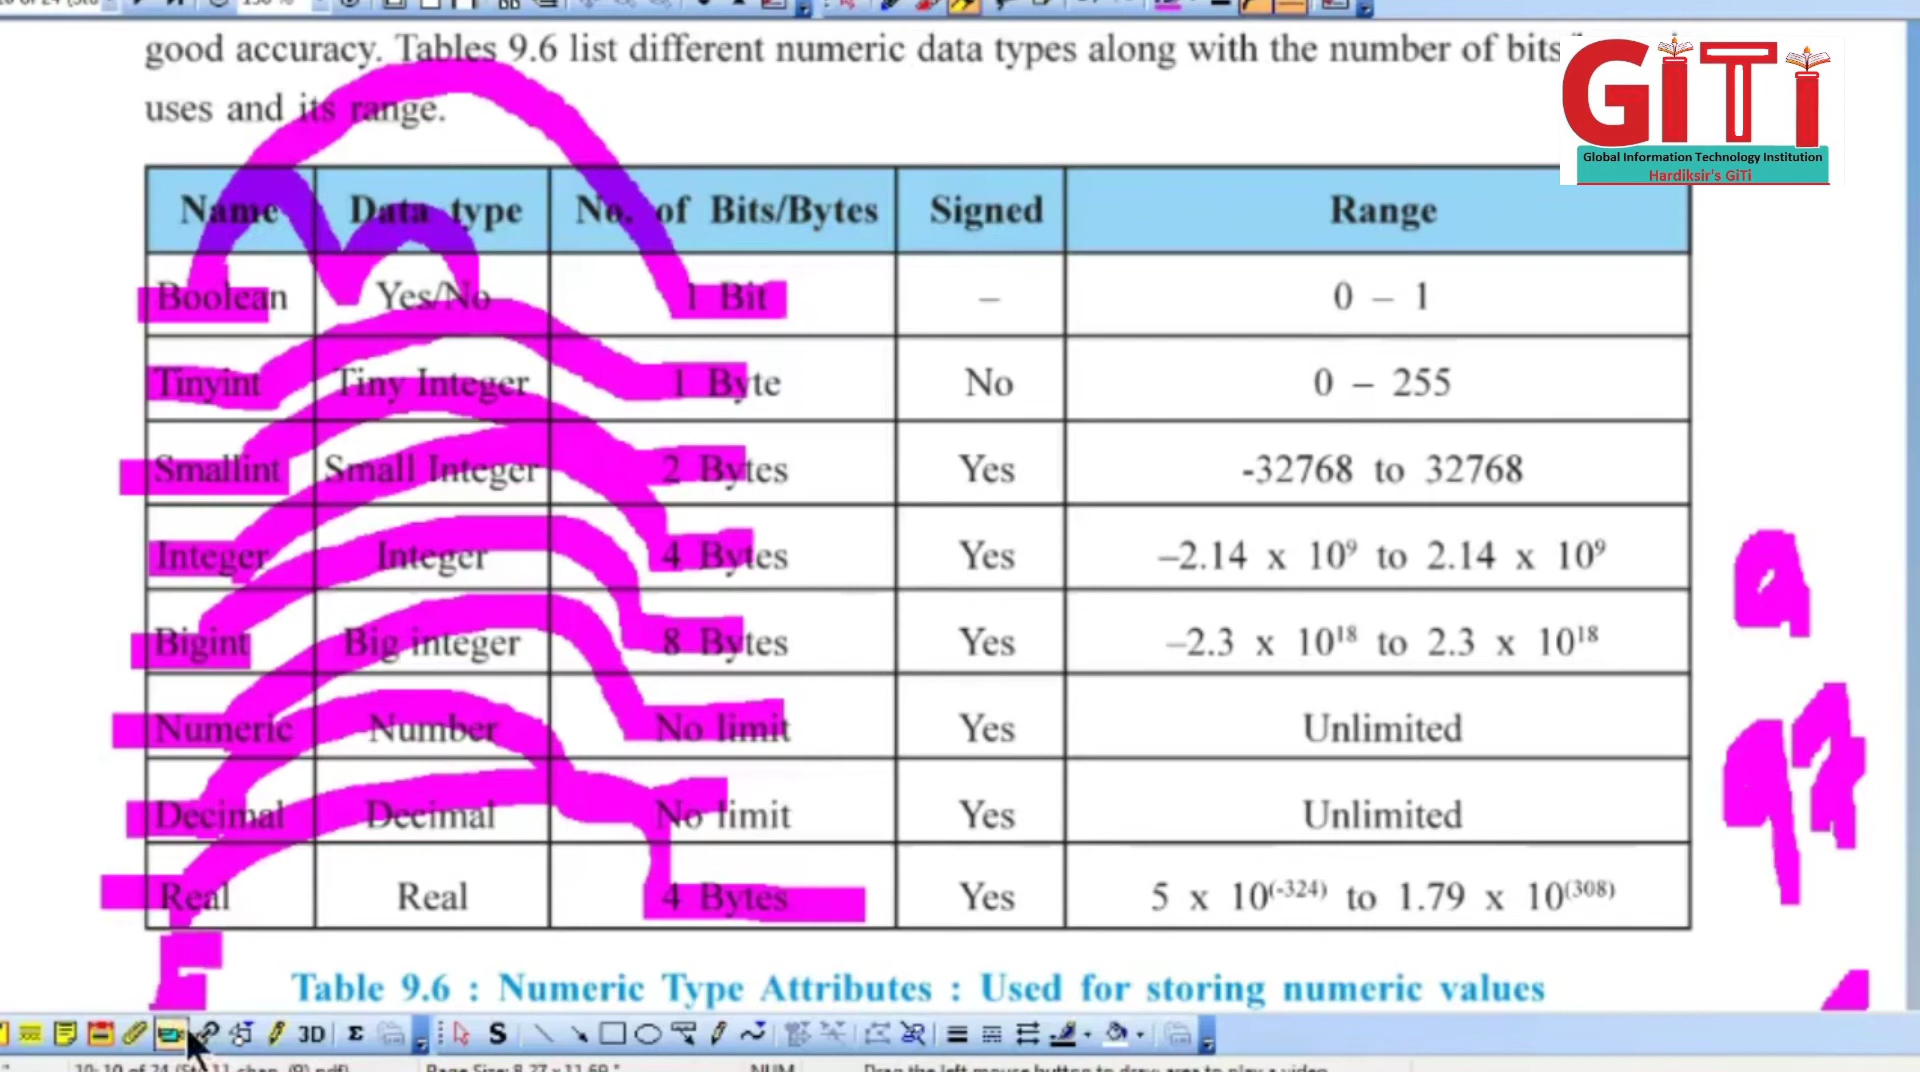 good accuracy. Tables 9.6 list different numeric data types along with the number of bits
uses and its range.
GiTi
Global Information Technology Institution
Hardiksir's GiTi
Name Data type No. of Bits/Bytes Signed Range
Boolean Yes/No 1 Bit – 0 – 1
Tinyint Tiny Integer 1 Byte No 0 – 255
Smallint Small Integer 2 Bytes Yes -32768 to 32768
Integer Integer 4 Bytes Yes –2.14 x 10⁹ to 2.14 x 10⁹
Bigint Big integer 8 Bytes Yes –2.3 x 10¹⁸ to 2.3 x 10¹⁸
Numeric Number No limit Yes Unlimited
Decimal Decimal No limit Yes Unlimited
Real Real 4 Bytes Yes 5 x 10⁽⁻³²⁴⁾ to 1.79 x 10⁽³⁰⁸⁾
Table 9.6 : Numeric Type Attributes : Used for storing numeric values
3D Σ S